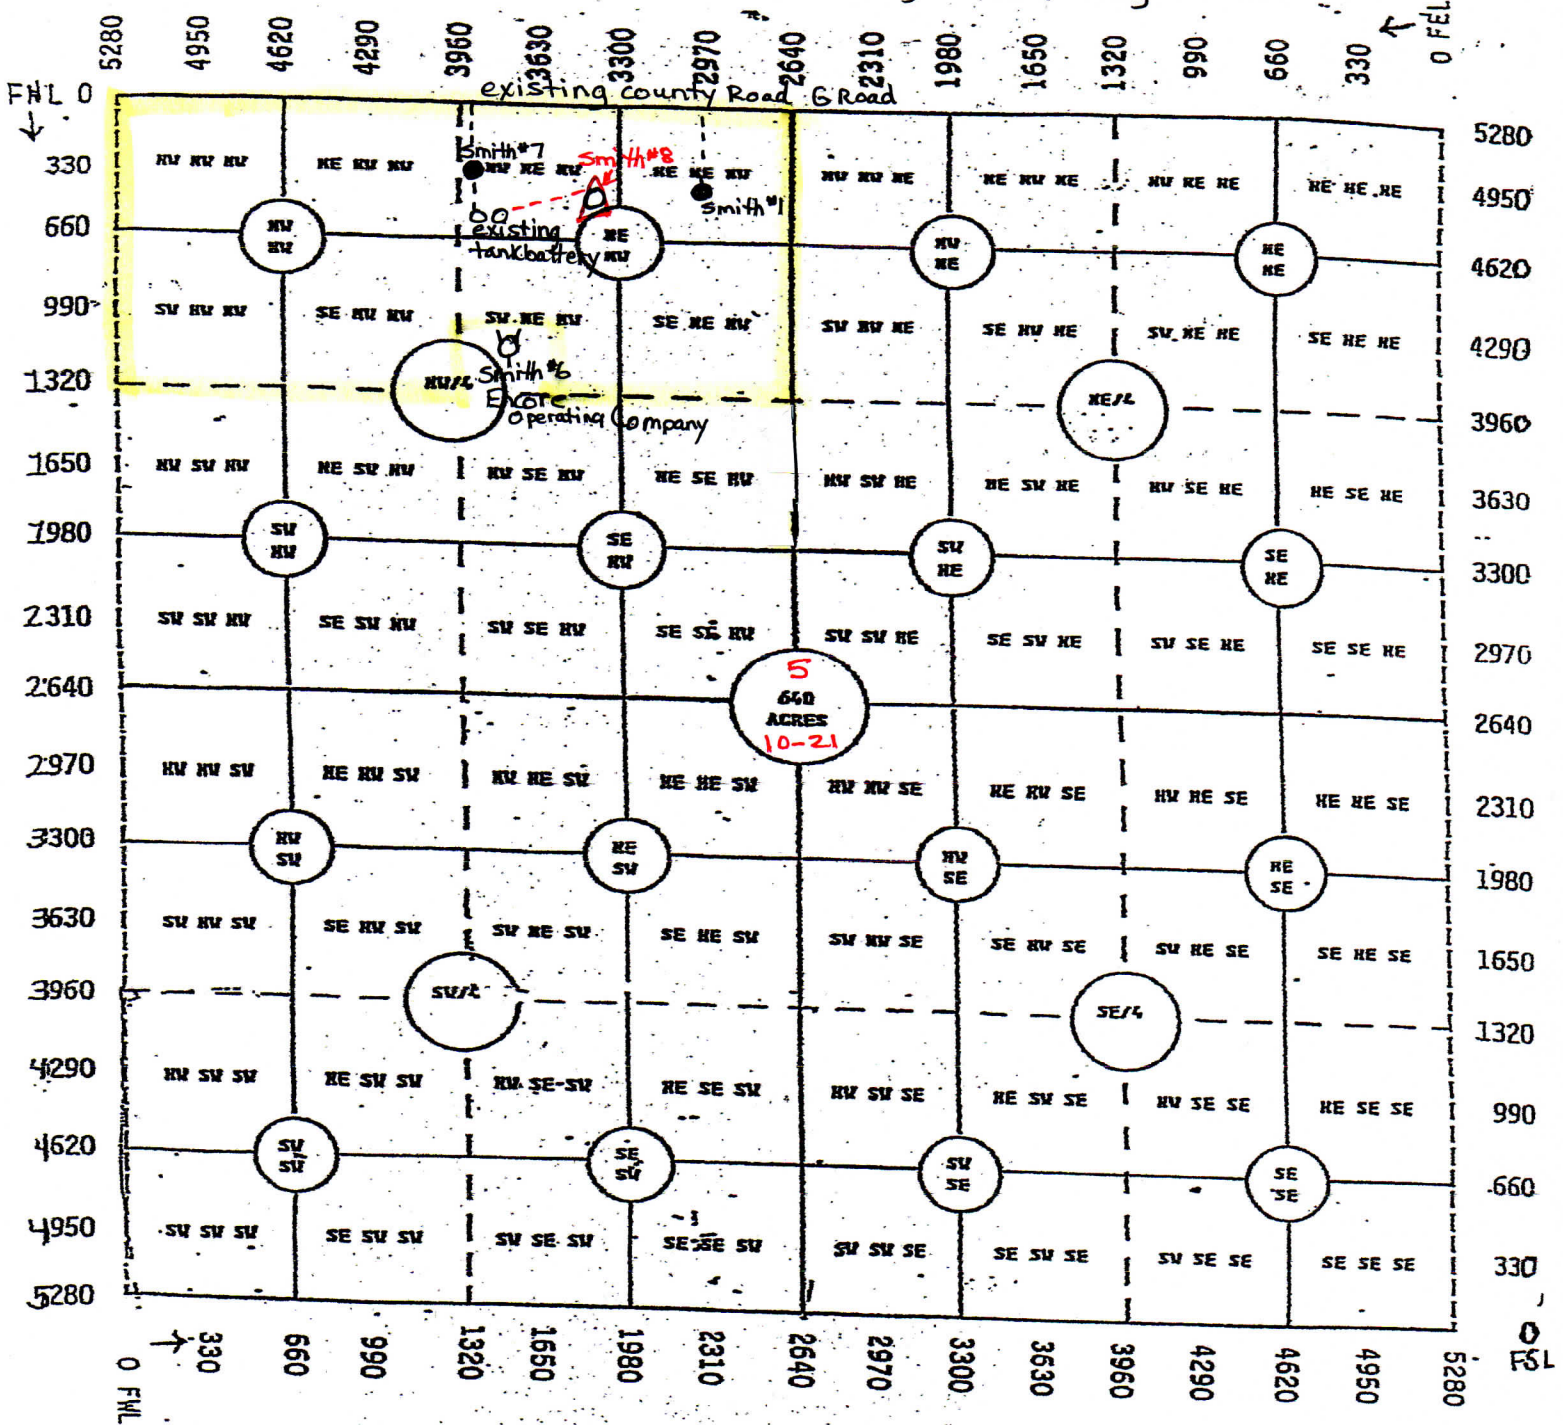 5280 4950 4620 4290 3960 3630 3300 2970 2640 2310 1980 1650 1320 990 660 330 0 FEL
existing county Road G Road
FNL 0
5280
330
NW NW NW NE NW NW NW NE NW NE NE NW NW NW NE NE NW NE NW NE NE NE NE NE
4950
Smith #7
Smith #8
Smith #1
660
4620
existing
tank battery
NW
NW
NE
NW
NW
NE
NE
NE
990
SW NW NW SE NW NW SW NE NW SE NE NW SW NW NE SE NW NE SW NE NE SE NE NE
4290
1320
NW/4
Smith #6
Encore
Operating Company
NE/4
3960
1650
NW SW NW NE SW NW NW SE NW NE SE NW NW SW NE NE SW NE NW SE NE NE SE NE
3630
1980
SW
NW
SE
NW
SW
NE
SE
NE
3300
2310
SW SW NW SE SW NW SW SE NW SE SE NW SW SW NE SE SW NE SW SE NE SE SE NE
2970
2640
5
640
ACRES
10-21
2640
2970
NW NW SW NE NW SW NW NE SW NE NE SW NW NW SE NE NW SE NW NE SE NE NE SE
2310
3300
NW
SW
NE
SW
NW
SE
NE
SE
1980
3630
SW NW SW SE NW SW SW NE SW SE NE SW SW NW SE SE NW SE SW NE SE SE NE SE
1650
3960
SW/4
SE/4
1320
4290
NW SW SW NE SW SW NW SE-SW NE SE SW NW SW SE NE SW SE NW SE SE NE SE SE
990
4620
SW
SW
SE
SW
SW
SE
SE
SE
660
4950
SW SW SW SE SW SW SW SE SW SE SE SW SW SW SE SE SW SE SW SE SE SE SE SE
330
5280
0
FSL
0 FWL 330 660 990 1320 1650 1980 2310 2640 2970 3300 3630 3960 4290 4620 4950 5280